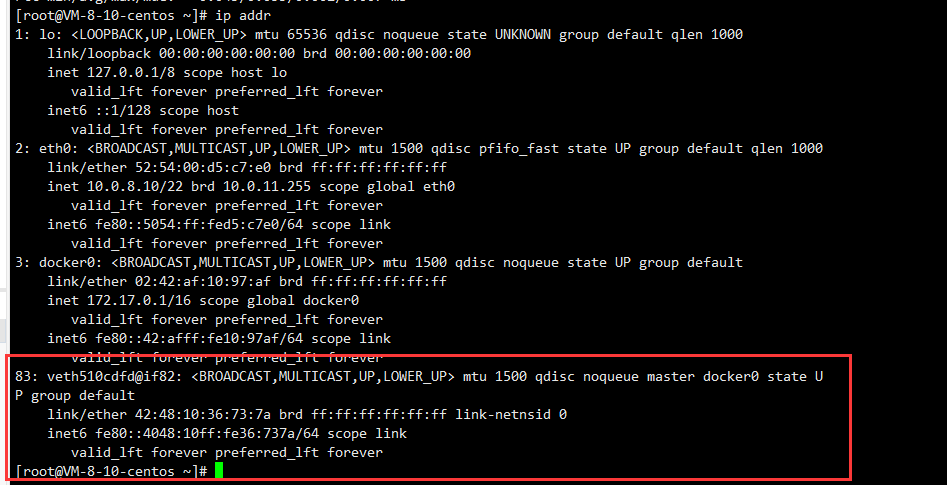 [root@VM-8-10-centos ~]# ip addr
1: lo: <LOOPBACK,UP,LOWER_UP> mtu 65536 qdisc noqueue state UNKNOWN group default qlen 1000
    link/loopback 00:00:00:00:00:00 brd 00:00:00:00:00:00
    inet 127.0.0.1/8 scope host lo
       valid_lft forever preferred_lft forever
    inet6 ::1/128 scope host
       valid_lft forever preferred_lft forever
2: eth0: <BROADCAST,MULTICAST,UP,LOWER_UP> mtu 1500 qdisc pfifo_fast state UP group default qlen 1000
    link/ether 52:54:00:d5:c7:e0 brd ff:ff:ff:ff:ff:ff
    inet 10.0.8.10/22 brd 10.0.11.255 scope global eth0
       valid_lft forever preferred_lft forever
    inet6 fe80::5054:ff:fed5:c7e0/64 scope link
       valid_lft forever preferred_lft forever
3: docker0: <BROADCAST,MULTICAST,UP,LOWER_UP> mtu 1500 qdisc noqueue state UP group default
    link/ether 02:42:af:10:97:af brd ff:ff:ff:ff:ff:ff
    inet 172.17.0.1/16 scope global docker0
       valid_lft forever preferred_lft forever
    inet6 fe80::42:afff:fe10:97af/64 scope link
       valid_lft forever preferred_lft forever
83: veth510cdfd@if82: <BROADCAST,MULTICAST,UP,LOWER_UP> mtu 1500 qdisc noqueue master docker0 state U
P group default
    link/ether 42:48:10:36:73:7a brd ff:ff:ff:ff:ff:ff link-netnsid 0
    inet6 fe80::4048:10ff:fe36:737a/64 scope link
       valid_lft forever preferred_lft forever
[root@VM-8-10-centos ~]#